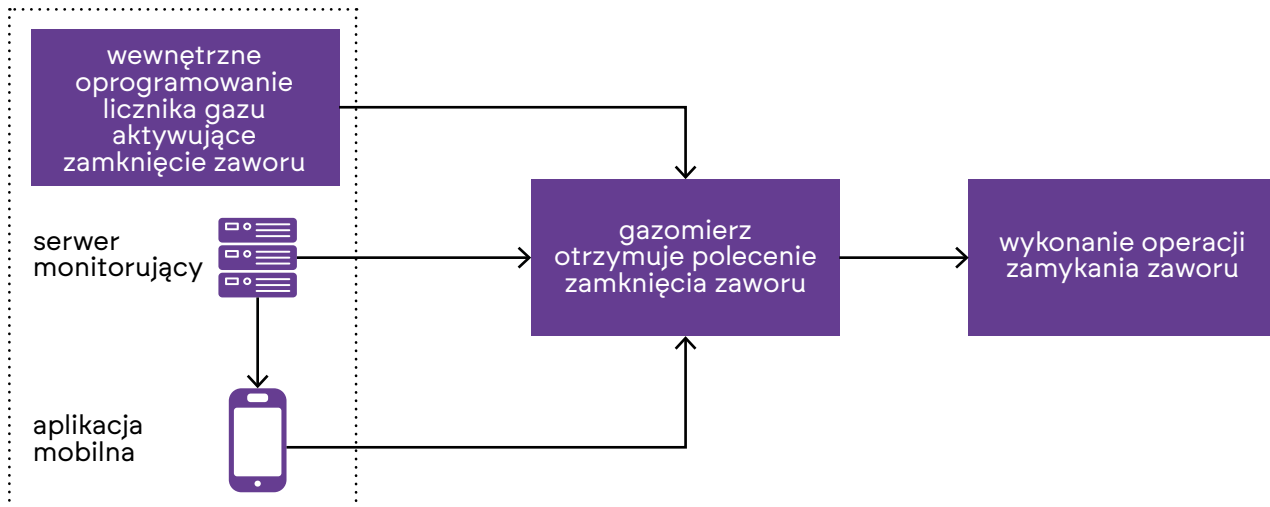 wewnętrzne
oprogramowanie
licznika gazu
aktywujące
zamknięcie zaworu
serwer
monitorujący
aplikacja
mobilna
gazomierz
otrzymuje polecenie
zamknięcia zaworu
wykonanie operacji
zamykania zaworu